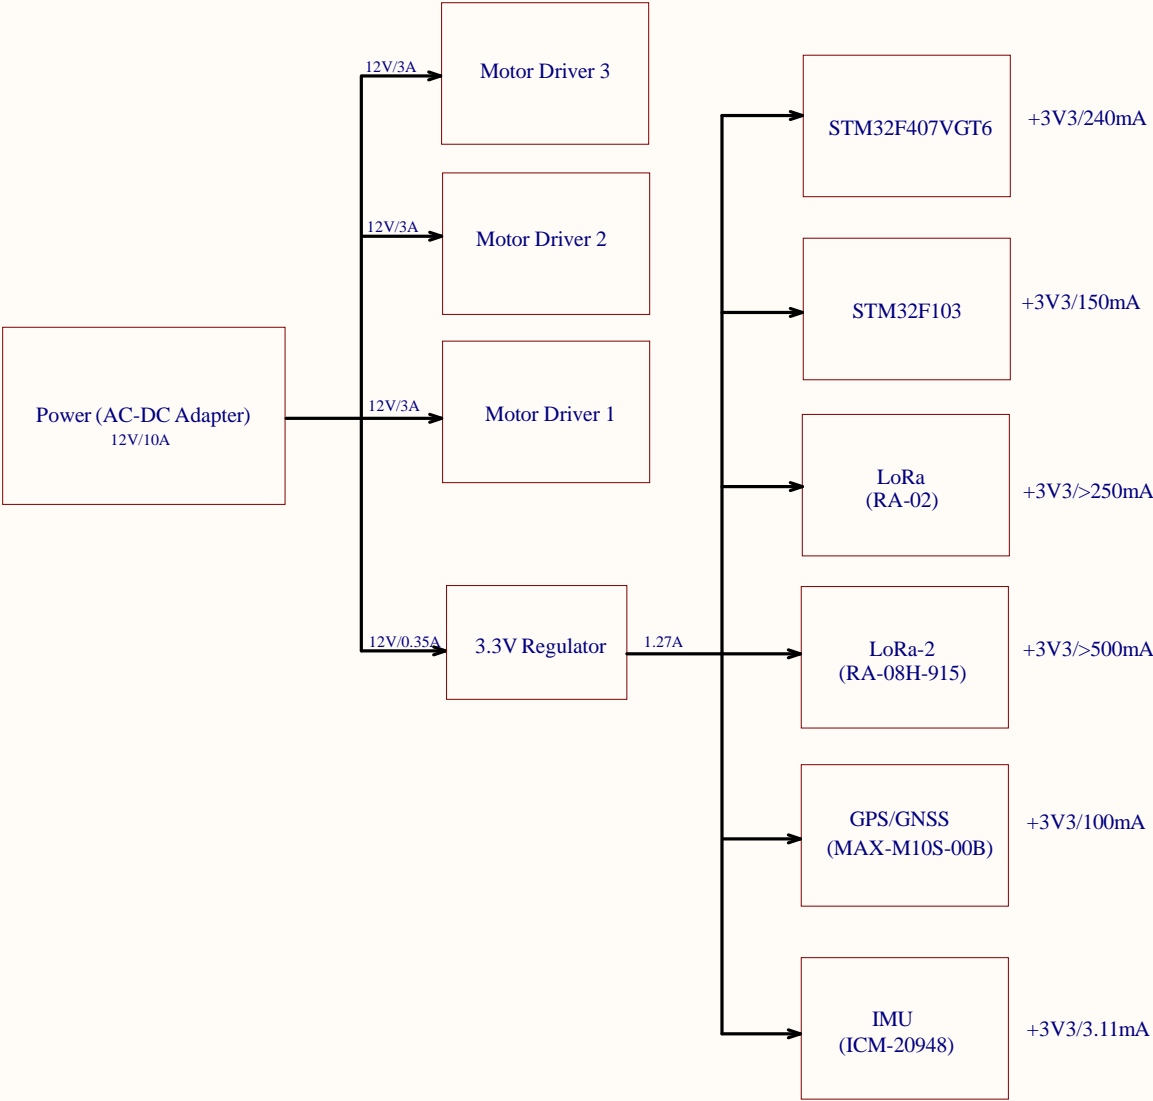 12V/3A
Motor Driver 3
12V/3A
Motor Driver 2
Power (AC-DC Adapter)
12V/10A
12V/3A
Motor Driver 1
12V/0.35A
3.3V Regulator
1.27A
STM32F407VGT6
+3V3/240mA
STM32F103
+3V3/150mA
LoRa
(RA-02)
+3V3/>250mA
LoRa-2
(RA-08H-915)
+3V3/>500mA
GPS/GNSS
(MAX-M10S-00B)
+3V3/100mA
IMU
(ICM-20948)
+3V3/3.11mA